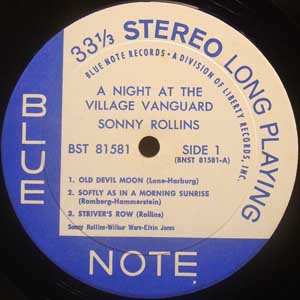 33 1/3 STEREO LONG PLAYING
BLUE NOTE RECORDS • A DIVISION OF LIBERTY RECORDS, INC.
A NIGHT AT THE
VILLAGE VANGUARD
SONNY ROLLINS
BST 81581
SIDE 1
(BNST 81581-A)
1. OLD DEVIL MOON (Lane-Harburg)
2. SOFTLY AS IN A MORNING SUNRISE
(Romberg-Hammerstein)
3. STRIVER'S ROW (Rollins)
Sonny Rollins-Wilbur Ware-Elvin Jones
BLUE
NOTE